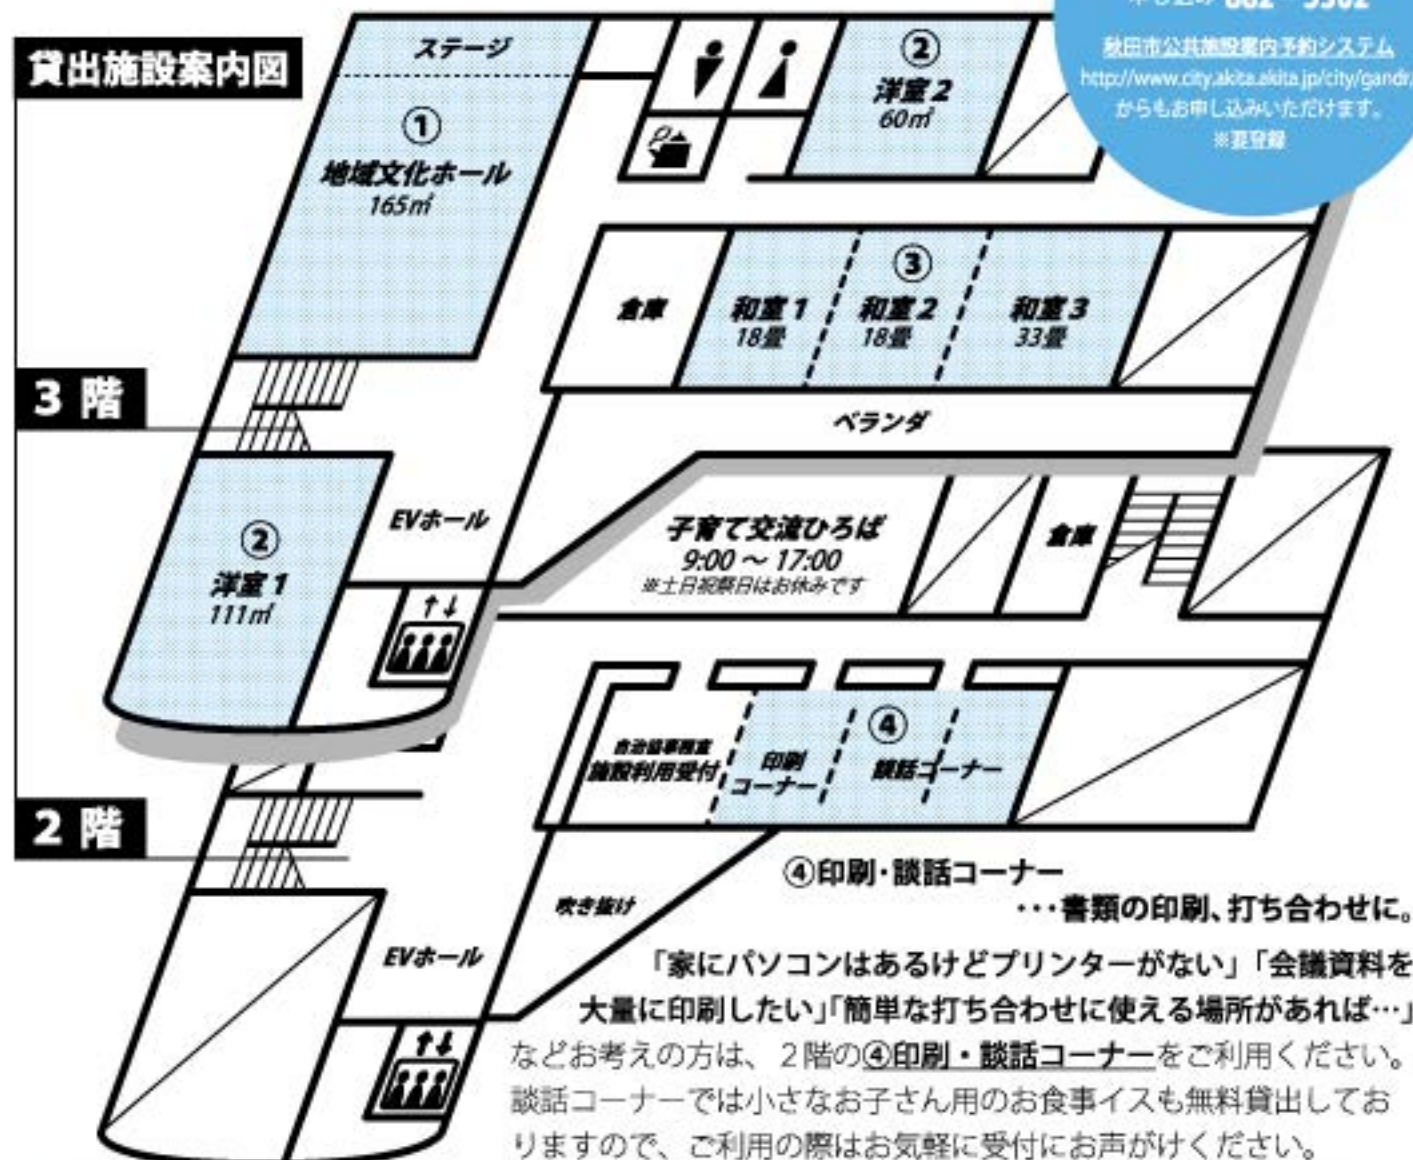 貸出施設案内図
秋田市公共施設案内予約システム
http://www.city.akita.akita.jp/city/gandr/
からもお申し込みいただけます。
※要登録
ステージ
①
地域文化ホール
165㎡
②
洋室2
60㎡
③
倉庫
和室1
18畳
和室2
18畳
和室3
33畳
ベランダ
3階
EVホール
②
洋室1
111㎡
子育て交流ひろば
9:00～17:00
※土日祝祭日はお休みです
倉庫
自治協事務室
施設利用受付
印刷
コーナー
④
談話コーナー
2階
吹き抜け
EVホール
④印刷・談話コーナー
･･･書類の印刷、打ち合わせに。
「家にパソコンはあるけどプリンターがない」「会議資料を
大量に印刷したい」「簡単な打ち合わせに使える場所があれば…」
などお考えの方は、2階の④印刷・談話コーナーをご利用ください。
談話コーナーでは小さなお子さん用のお食事イスも無料貸出してお
りますので、ご利用の際はお気軽に受付にお声がけください。